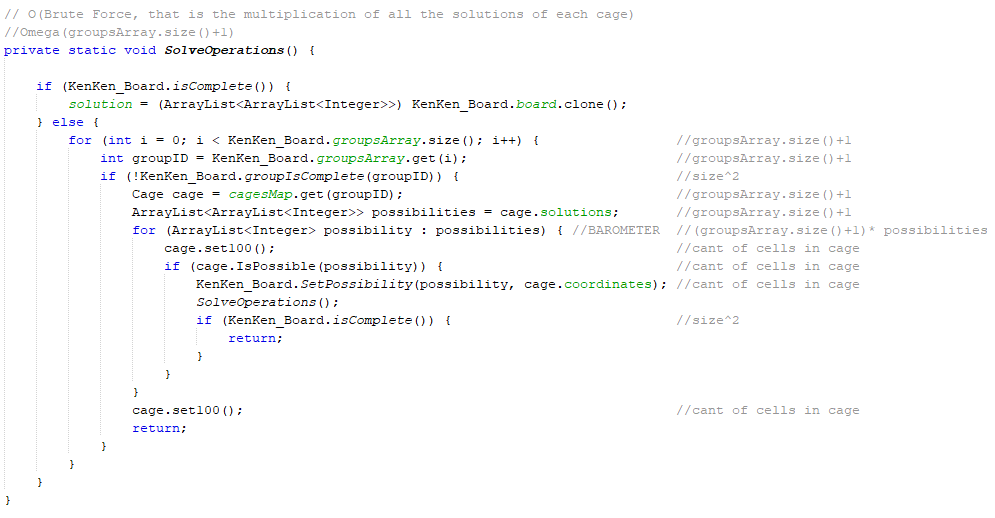 // O(Brute Force, that is the multiplication of all the solutions of each cage)
//Omega(groupsArray.size()+1)
private static void SolveOperations() {
if (KenKen_Board.isComplete()) {
solution = (ArrayList<ArrayList<Integer>>) KenKen_Board.board.clone();
} else {
for (int i = 0; i < KenKen_Board.groupsArray.size(); i++) { //groupsArray.size()+1
int groupID = KenKen_Board.groupsArray.get(i); //groupsArray.size()+1
if (!KenKen_Board.groupIsComplete(groupID)) { //size^2
Cage cage = cagesMap.get(groupID); //groupsArray.size()+1
ArrayList<ArrayList<Integer>> possibilities = cage.solutions; //groupsArray.size()+1
for (ArrayList<Integer> possibility : possibilities) { //BAROMETER //(groupsArray.size()+1)* possibilities
cage.set100(); //cant of cells in cage
if (cage.IsPossible(possibility)) { //cant of cells in cage
KenKen_Board.SetPossibility(possibility, cage.coordinates); //cant of cells in cage
SolveOperations();
if (KenKen_Board.isComplete()) { //size^2
return;
}
}
}
cage.set100(); //cant of cells in cage
return;
}
}
}
}